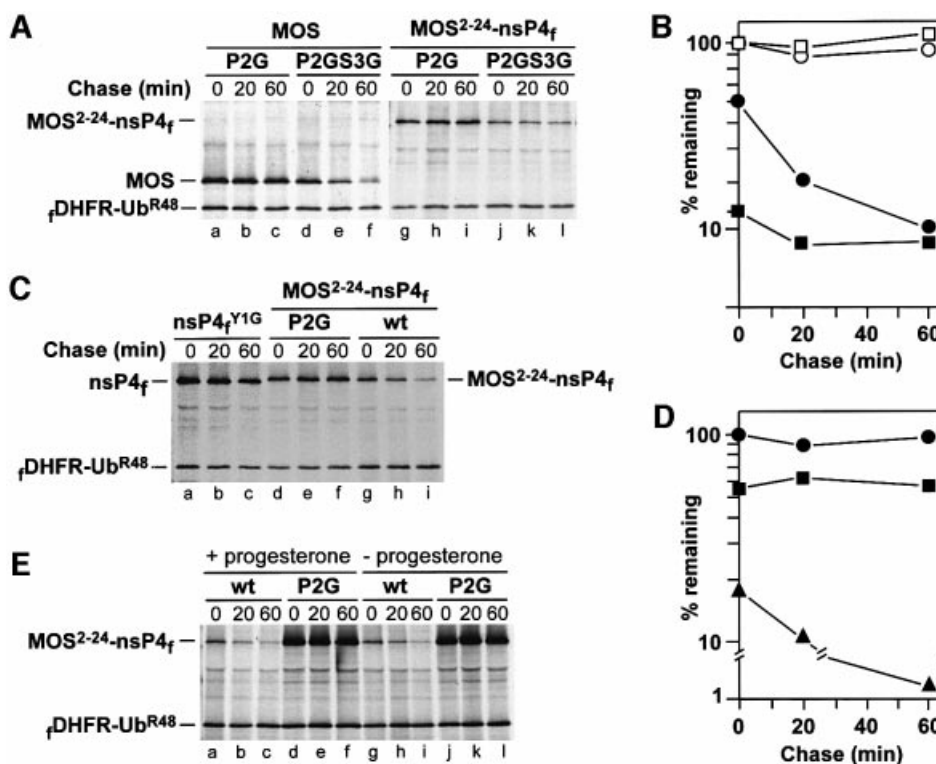 A
MOS MOS2-24-nsP4f
P2G P2GS3G P2G P2GS3G
Chase (min) 0 20 60 0 20 60 0 20 60 0 20 60
MOS2-24-nsP4f
MOS
fDHFR-UbR48
a b c d e f g h i j k l
B
% remaining
100
10
0 20 40 60
Chase (min)
C
MOS2-24-nsP4f
nsP4fY1G P2G wt
Chase (min) 0 20 60 0 20 60 0 20 60
nsP4f MOS2-24-nsP4f
fDHFR-UbR48
a b c d e f g h i
D
% remaining
100
10
1
0 20 40 60
Chase (min)
E
+ progesterone - progesterone
wt P2G wt P2G
0 20 60 0 20 60 0 20 60 0 20 60
MOS2-24-nsP4f
fDHFR-UbR48
a b c d e f g h i j k l